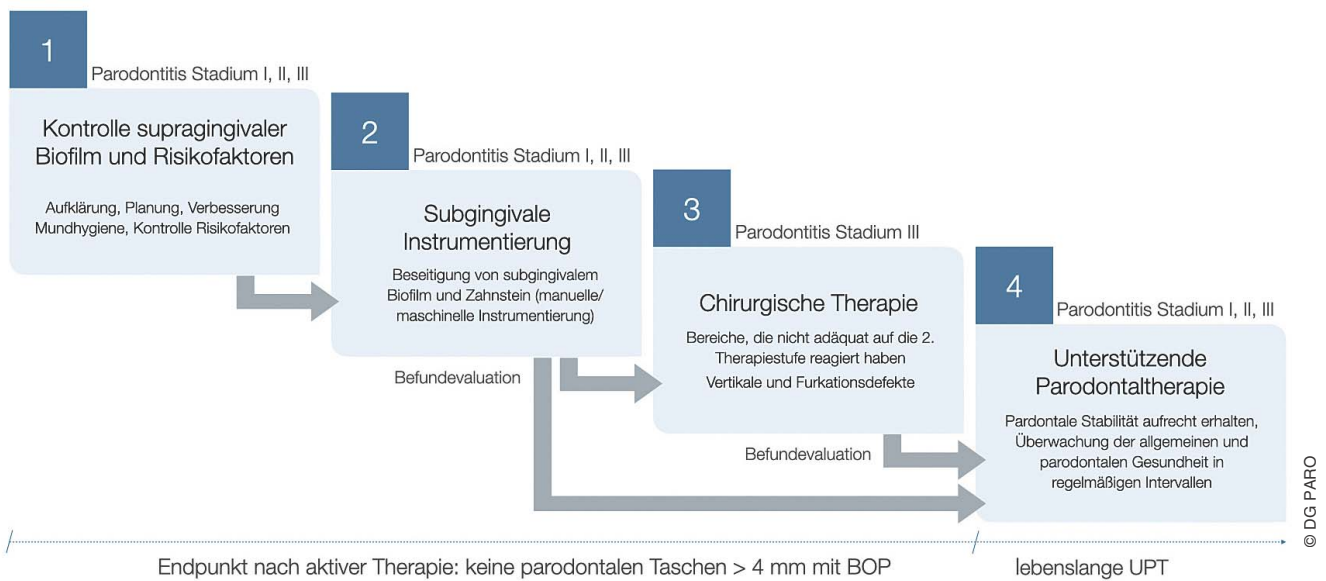 1
Parodontitis Stadium I, II, III
Kontrolle supragingivaler
Biofilm und Risikofaktoren
Aufklärung, Planung, Verbesserung
Mundhygiene, Kontrolle Risikofaktoren
2
Parodontitis Stadium I, II, III
Subgingivale
Instrumentierung
Beseitigung von subgingivalem
Biofilm und Zahnstein (manuelle/
maschinelle Instrumentierung)
Befundevaluation
3
Parodontitis Stadium III
Chirurgische Therapie
Bereiche, die nicht adäquat auf die 2.
Therapiestufe reagiert haben
Vertikale und Furkationsdefekte
Befundevaluation
4
Parodontitis Stadium I, II, III
Unterstützende
Parodontaltherapie
Pardontale Stabilität aufrecht erhalten,
Überwachung der allgemeinen und
parodontalen Gesundheit in
regelmäßigen Intervallen
Endpunkt nach aktiver Therapie: keine parodontalen Taschen > 4 mm mit BOP
lebenslange UPT
© DG PARO